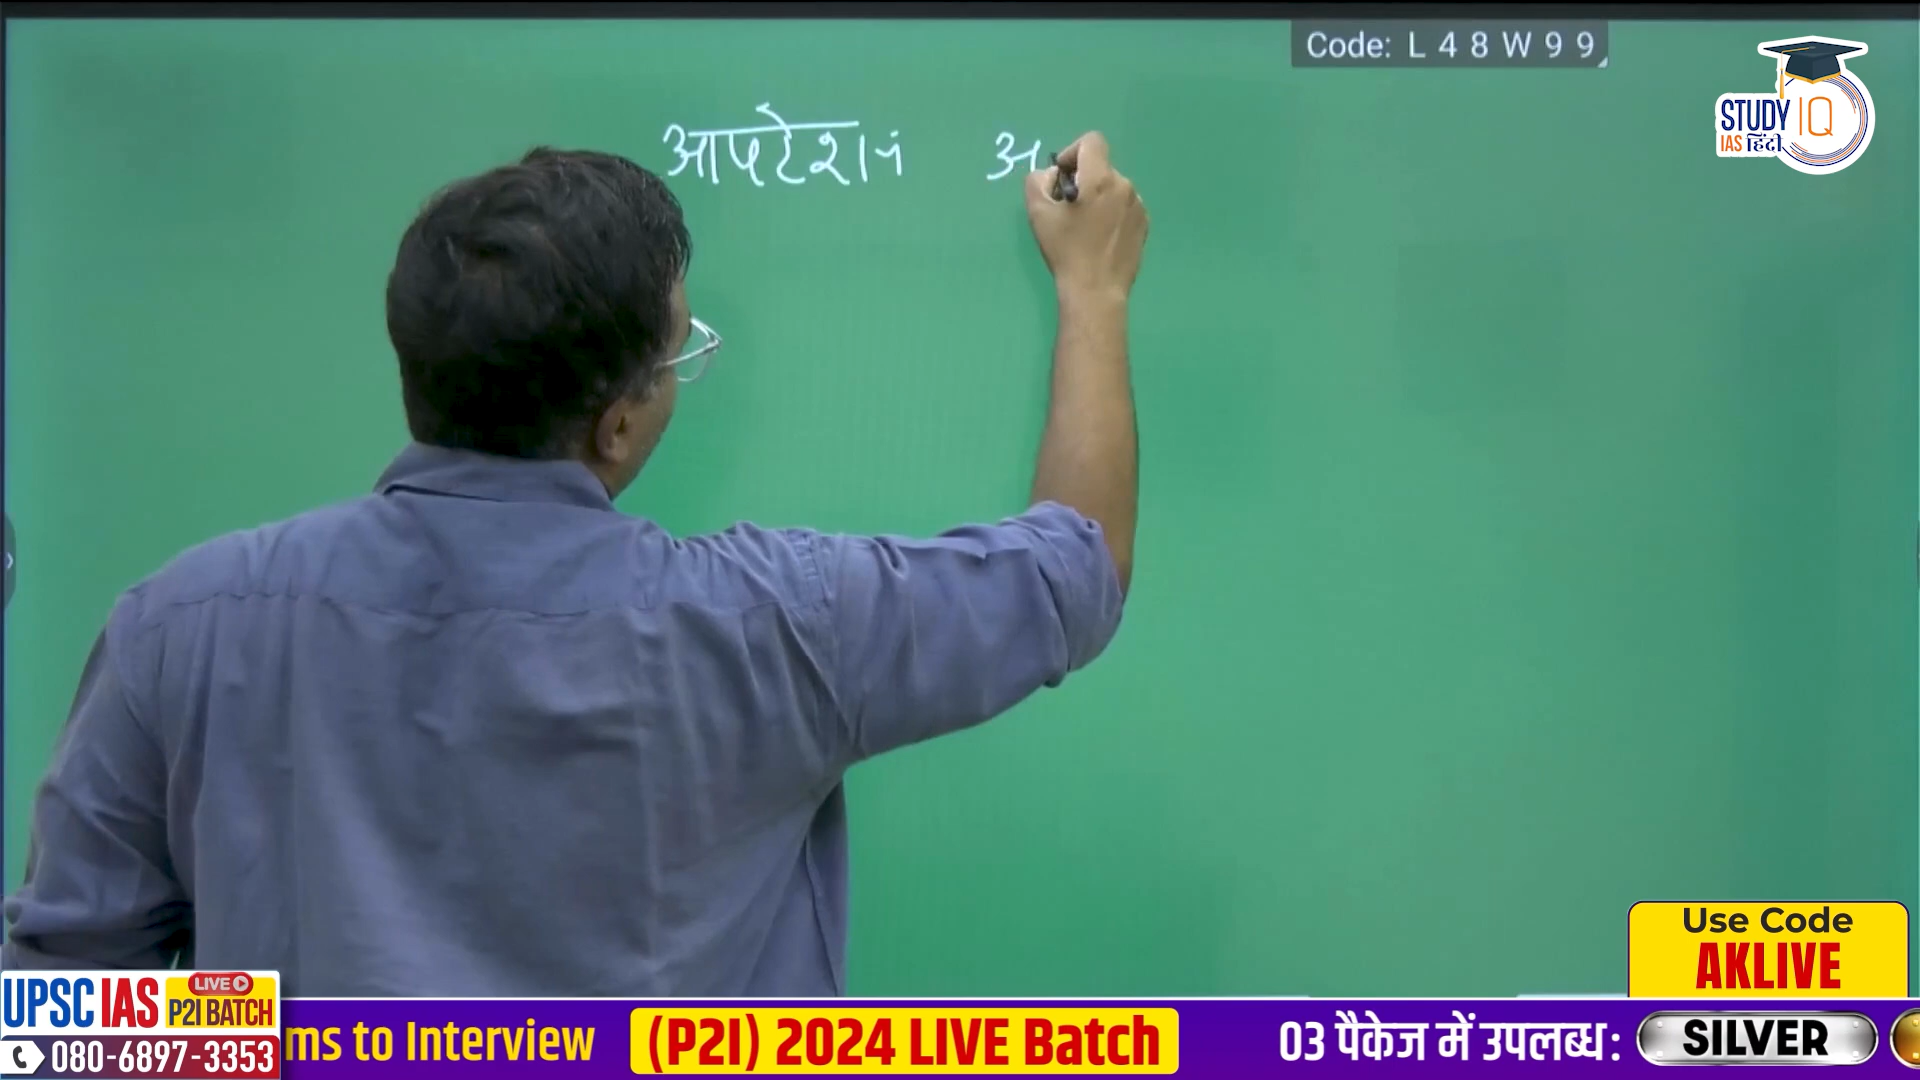 Code: L 4 8 W 9 9
STUDY IQ
IAS हिंदी
आपटेशन अ
Use Code
AKLIVE
UPSC IAS LIVE P2I BATCH
080-6897-3353
ms to Interview (P2I) 2024 LIVE Batch 03 पैकेज में उपलब्ध: SILVER